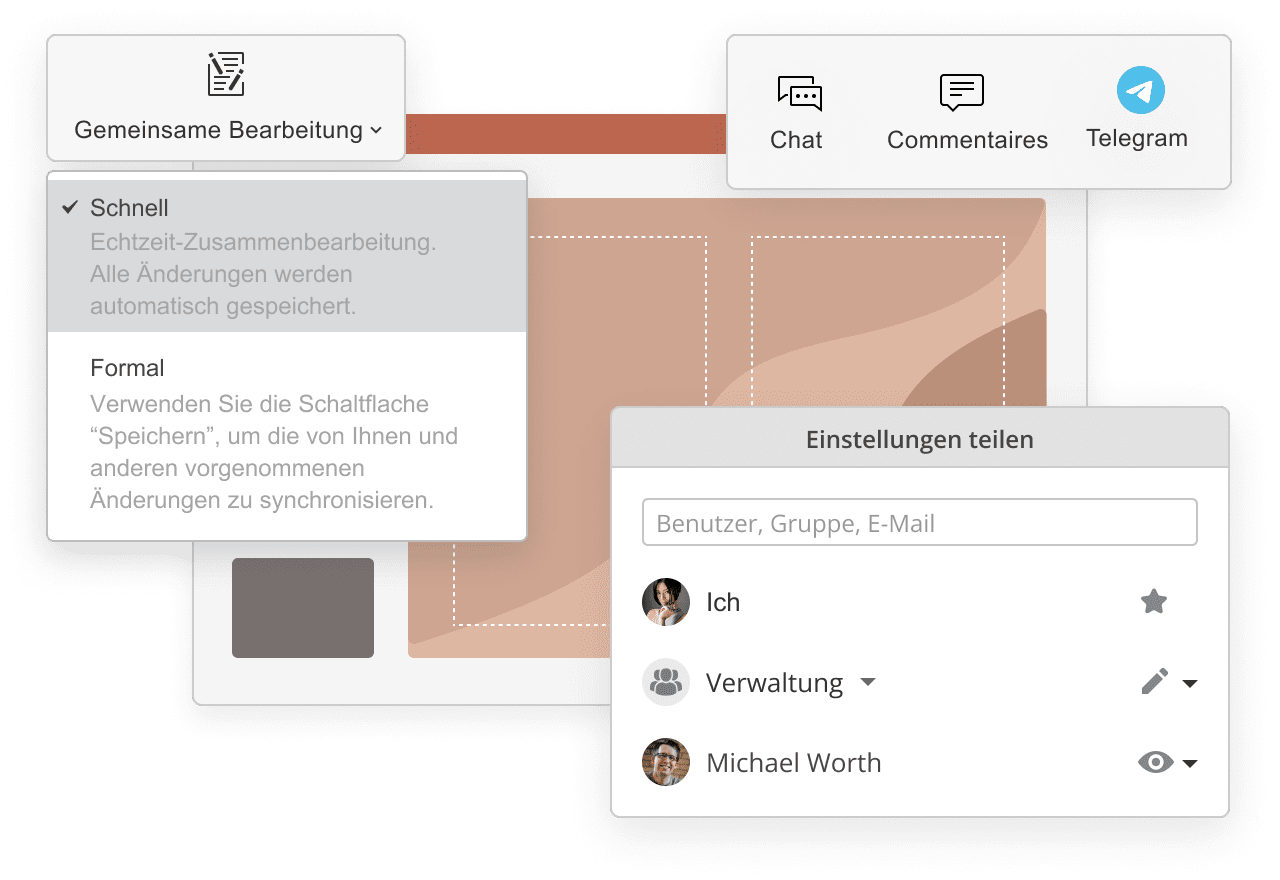 Gemeinsame Bearbeitung
Chat
Commentaires
Telegram
Schnell
Echtzeit-Zusammenbearbeitung.
Alle Änderungen werden
automatisch gespeichert.
Formal
Verwenden Sie die Schaltflache
“Speichern”, um die von Ihnen und
anderen vorgenommenen
Änderungen zu synchronisieren.
Einstellungen teilen
Benutzer, Gruppe, E-Mail
Ich
Verwaltung
Michael Worth